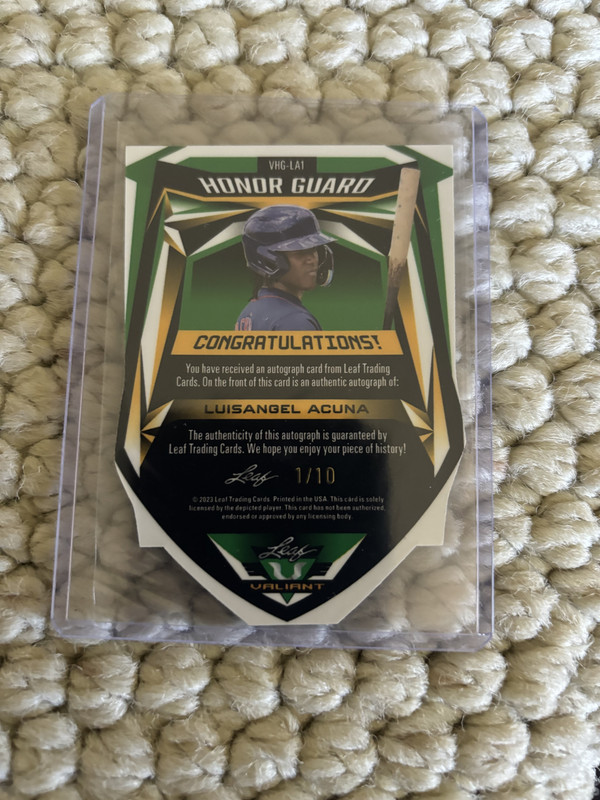 VHG-LA1
HONOR GUARD
CONGRATULATIONS!
You have received an autograph card from Leaf Trading
Cards. On the front of this card is an authentic autograph of:
LUISANGEL ACUNA
The authenticity of this autograph is guaranteed by
Leaf Trading Cards. We hope you enjoy your piece of history!
Leaf 1/10
© 2023 Leaf Trading Cards. Printed in the USA. This card is solely
licensed by the depicted player. This card has not been authorized,
endorsed or approved by any licensing body.
Leaf
VALIANT